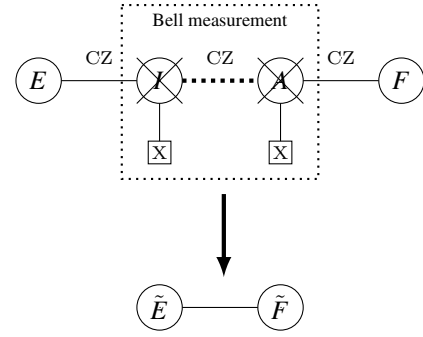 Bell measurement
CZ CZ CZ
E I A F
X X
Ẽ F̃